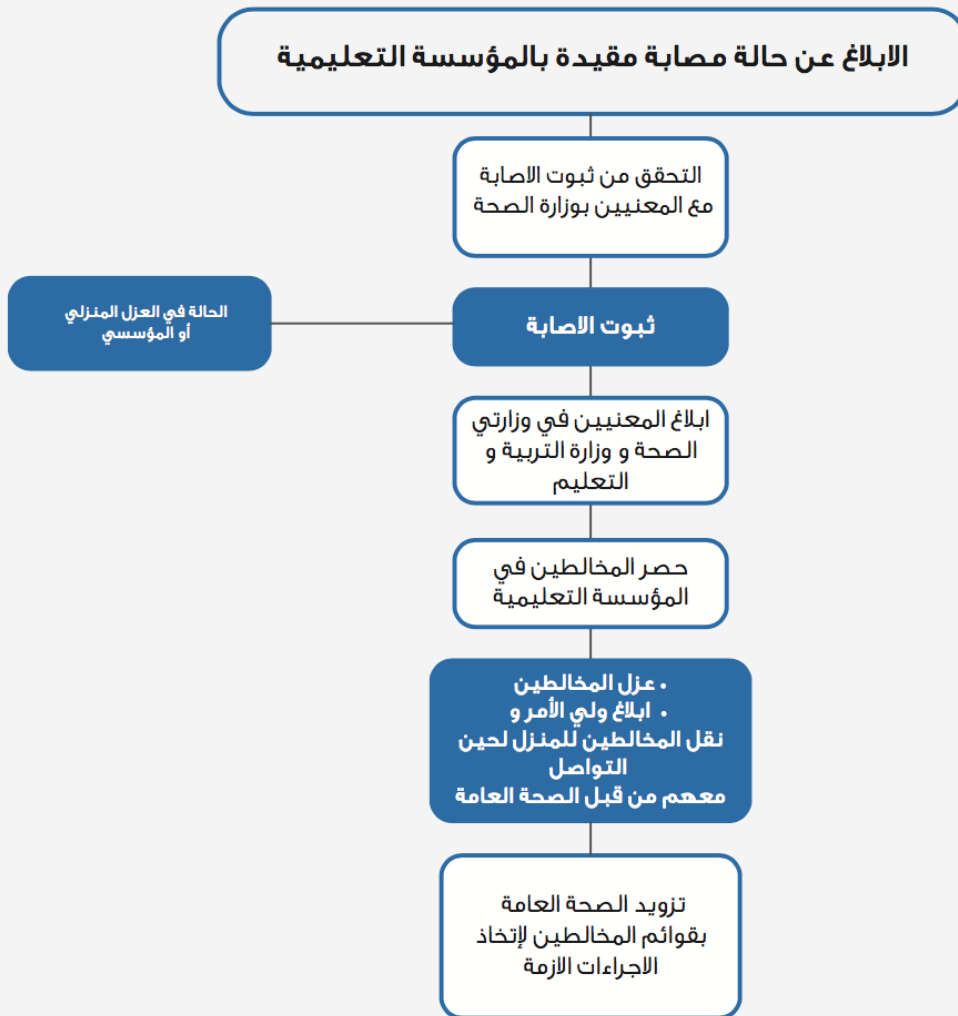 الابلاغ عن حالة مصابة مقيدة بالمؤسسة التعليمية
التحقق من ثبوت الاصابة
مع المعنيين بوزارة الصحة
ثبوت الاصابة
الحالة في العزل المنزلي
أو المؤسسي
ابلاغ المعنيين في وزارتي
الصحة و وزارة التربية و
التعليم
حصر المخالطين في
المؤسسة التعليمية
• عزل المخالطين
• ابلاغ ولي الأمر و
نقل المخالطين للمنزل لحين
التواصل
معهم من قبل الصحة العامة
تزويد الصحة العامة
بقوائم المخالطين لإتخاذ
الاجراءات الازمة